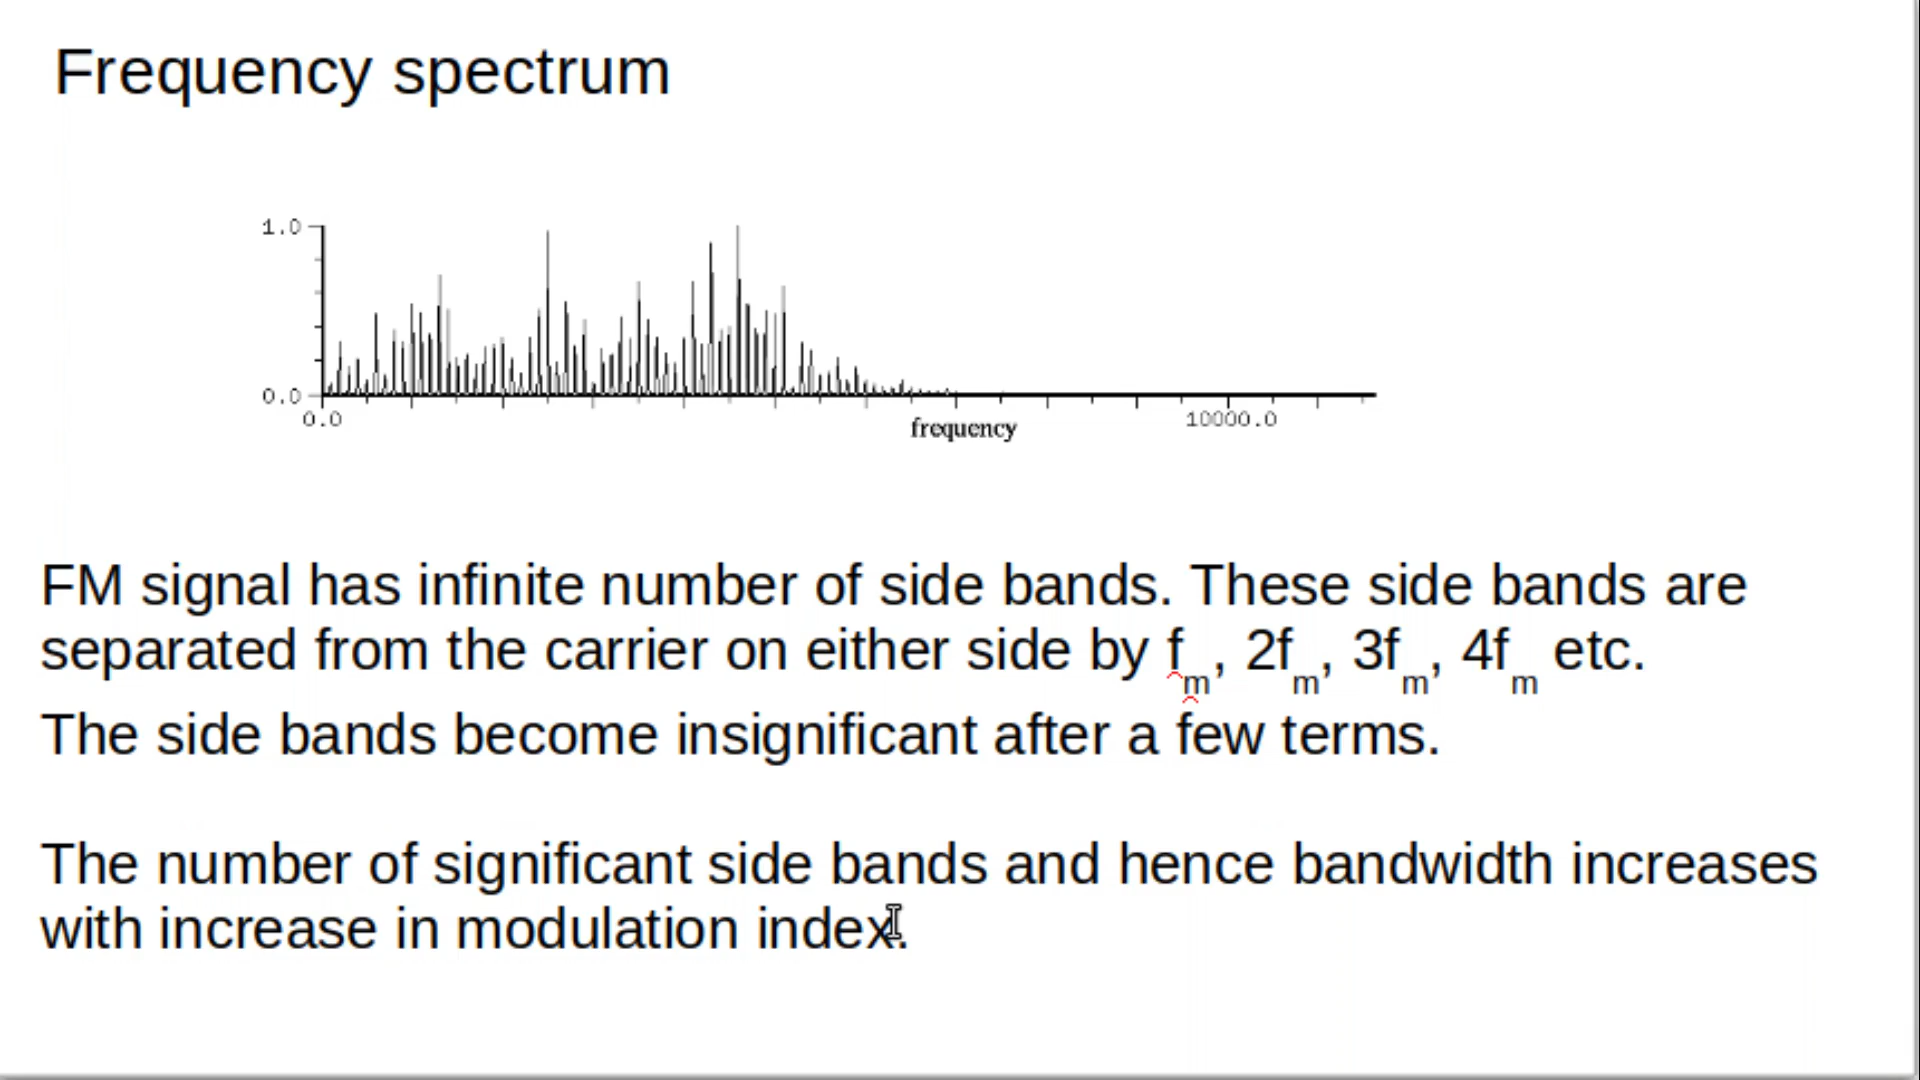 Frequency spectrum
1.0
0.0
0.0
10000.0
frequency
FM signal has infinite number of side bands. These side bands are
separated from the carrier on either side by fm, 2fm, 3fm, 4fm etc.
The side bands become insignificant after a few terms.
The number of significant side bands and hence bandwidth increases
with increase in modulation index.